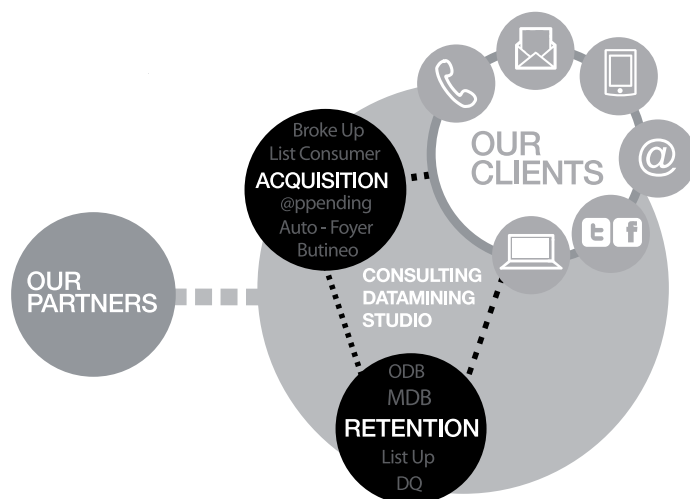 OUR
PARTNERS
Broke Up
List Consumer
ACQUISITION
@ppending
Auto - Foyer
Butineo
OUR
CLIENTS
@
t f
CONSULTING
DATAMINING
STUDIO
ODB
MDB
RETENTION
List Up
DQ